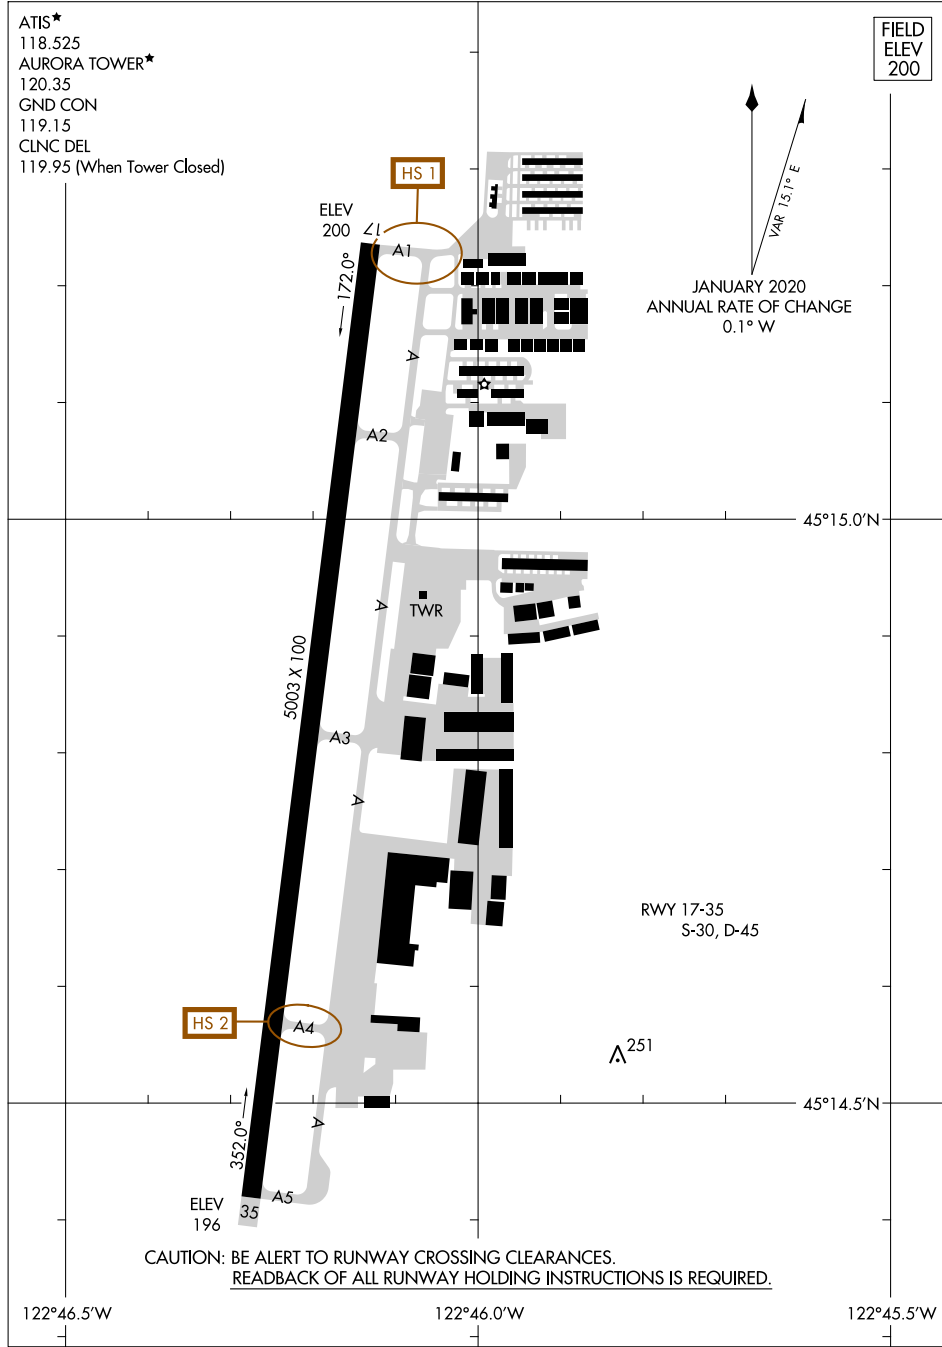 ATIS★
118.525
AURORA TOWER★
120.35
GND CON
119.15
CLNC DEL
119.95 (When Tower Closed)
FIELD
ELEV
200
HS 1
VAR 15.1° E
JANUARY 2020
ANNUAL RATE OF CHANGE
0.1° W
ELEV
200
17
A1
172.0°
A
A2
45°15.0'N
A
TWR
5003 X 100
A3
A
RWY 17-35
S-30, D-45
HS 2
A4
251
45°14.5'N
A
352.0°
A5
ELEV
196
35
CAUTION: BE ALERT TO RUNWAY CROSSING CLEARANCES.
READBACK OF ALL RUNWAY HOLDING INSTRUCTIONS IS REQUIRED.
122°46.5'W
122°46.0'W
122°45.5'W